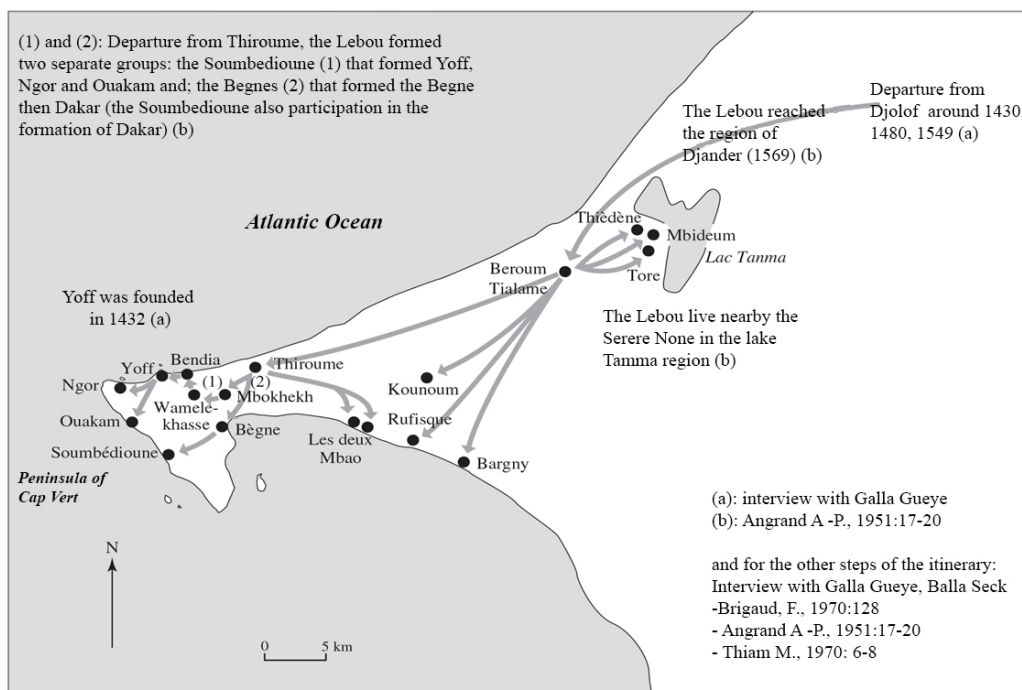 (1) and (2): Departure from Thiroume, the Lebou formed
two separate groups: the Soumbedioune (1) that formed Yoff,
Ngor and Ouakam and; the Begnes (2) that formed the Begne
then Dakar (the Soumbedioune also participation in the
formation of Dakar) (b)
Departure from
Djolof around 1430
1480, 1549 (a)
The Lebou reached
the region of
Djander (1569) (b)
Atlantic Ocean
Thièdène
Mbideum
Lac Tanma
Tore
Beroum
Tialame
The Lebou live nearby the
Serere None in the lake
Tamma region (b)
Yoff was founded
in 1432 (a)
Yoff
Bendia
Thiroume
Ngor
(1)
(2)
Mbokhekh
Wamele-
khasse
Ouakam
Bègne
Soumbédioune
Kounoum
Rufisque
Les deux
Mbao
Bargny
Peninsula of
Cap Vert
(a): interview with Galla Gueye
(b): Angrand A -P., 1951:17-20
and for the other steps of the itinerary:
Interview with Galla Gueye, Balla Seck
-Brigaud, F., 1970:128
- Angrand A -P., 1951:17-20
- Thiam M., 1970: 6-8
N
0 5 km